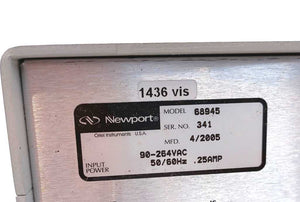 1436 vis
Newport®
Oriel Instruments U.S.A.
MODEL 68945
SER. NO. 341
MFD. 4/2005
INPUT POWER
90-264VAC
50/60Hz .25AMP